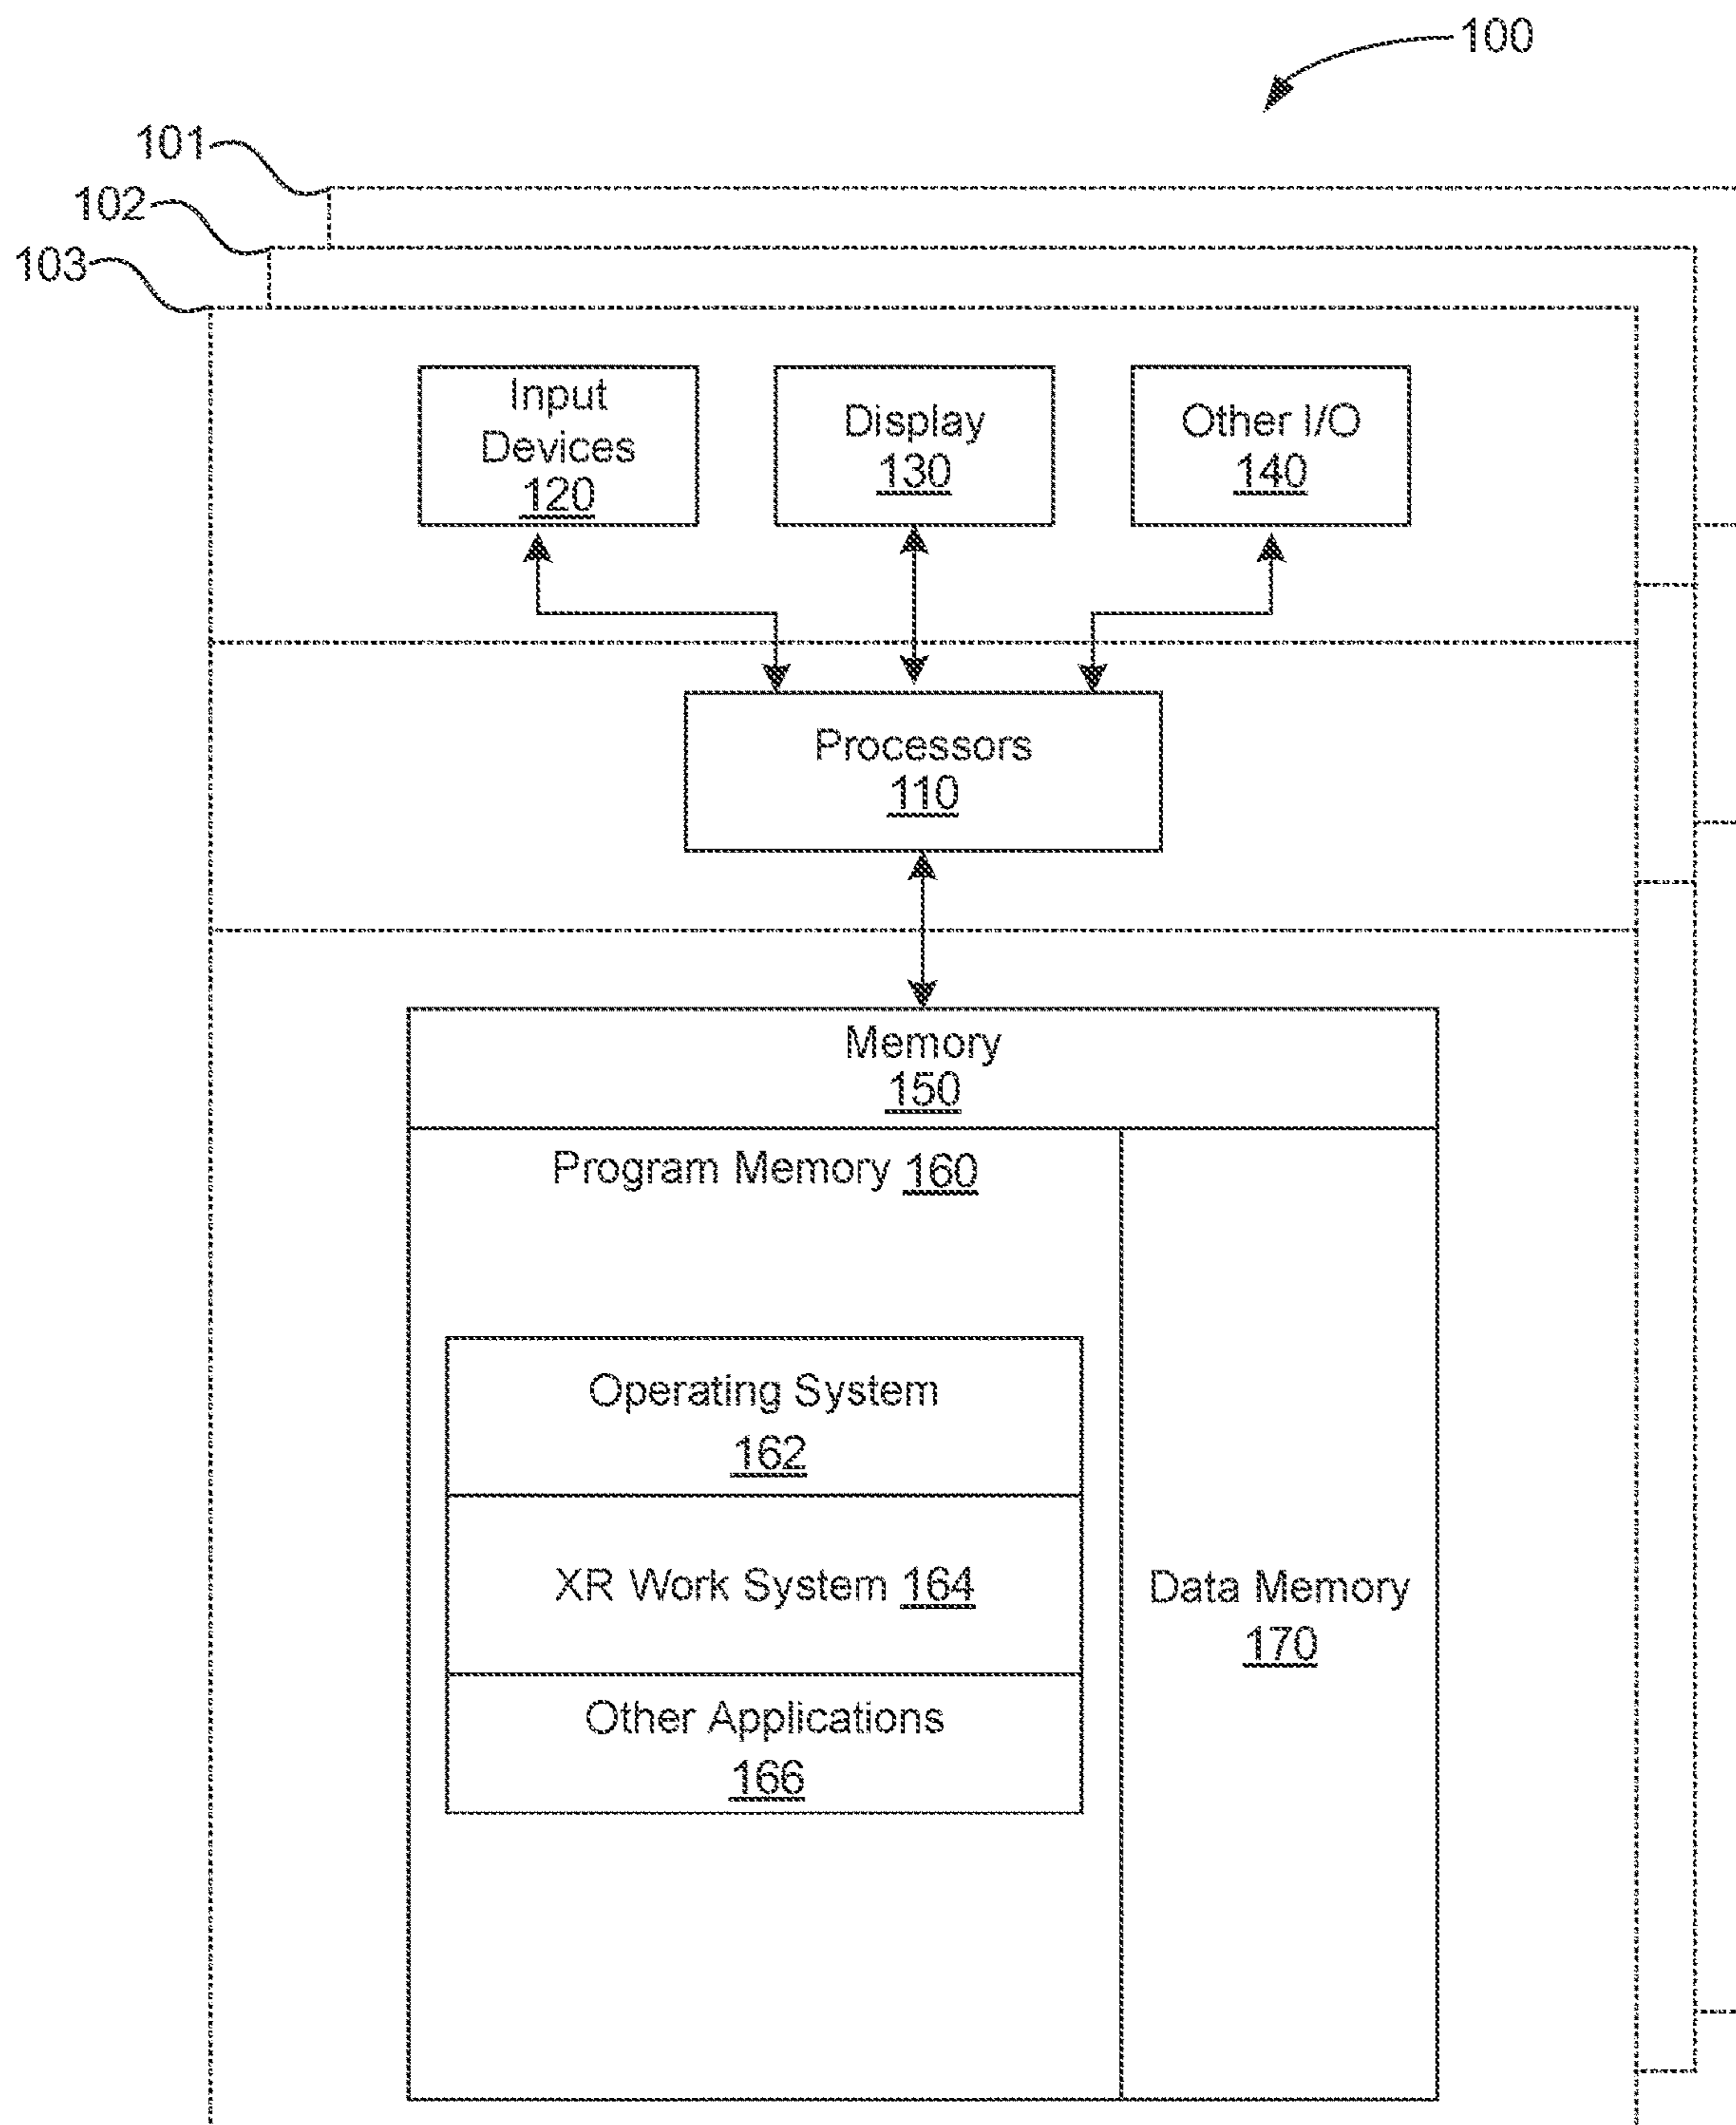 100
101
102
103
Input
Devices
120
Display
130
Other I/O
140
Processors
110
Memory
150
Program Memory 160
Operating System
162
XR Work System 164
Other Applications
166
Data Memory
170